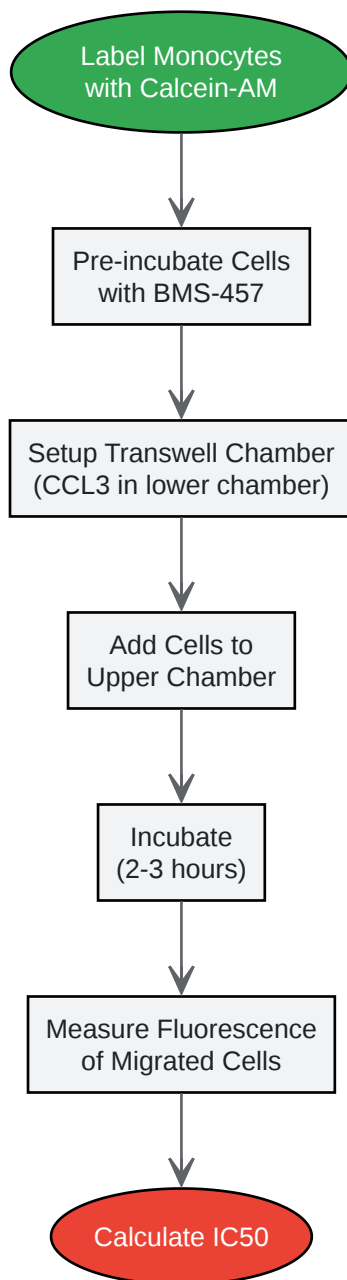 Label Monocytes
with Calcein-AM
Pre-incubate Cells
with BMS-457
Setup Transwell Chamber
(CCL3 in lower chamber)
Add Cells to
Upper Chamber
Incubate
(2-3 hours)
Measure Fluorescence
of Migrated Cells
Calculate IC50